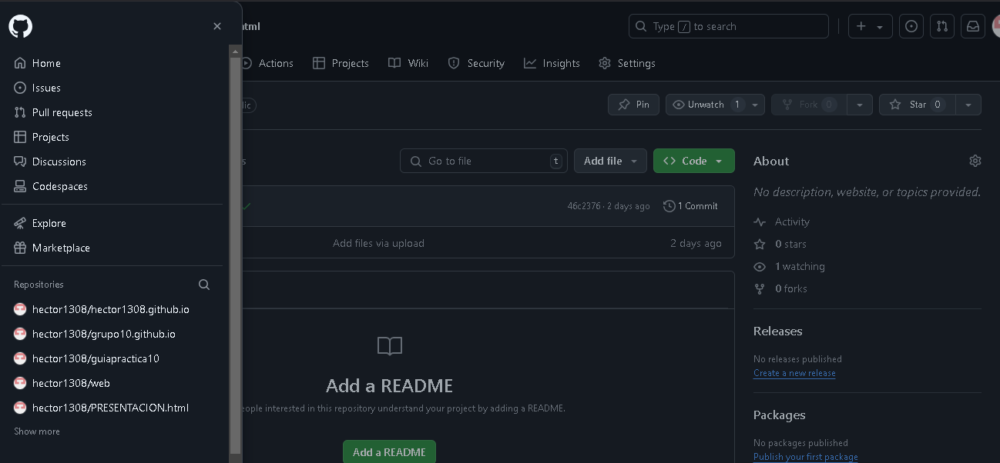 html
Type / to search
Home
Issues
Pull requests
Projects
Discussions
Codespaces
Explore
Marketplace
Repositories
hector1308/hector1308.github.io
hector1308/grupo10.github.io
hector1308/guiapractica10
hector1308/web
hector1308/PRESENTACION.html
Show more
Actions
Projects
Wiki
Security
Insights
Settings
lic
Pin
Unwatch 1
Fork 0
Star 0
s
Go to file
t
Add file
Code
46c2376 · 2 days ago
1 Commit
Add files via upload
2 days ago
Add a README
eople interested in this repository understand your project by adding a README.
Add a README
About
No description, website, or topics provided.
Activity
0 stars
1 watching
0 forks
Releases
No releases published
Create a new release
Packages
No packages published
Publish your first package